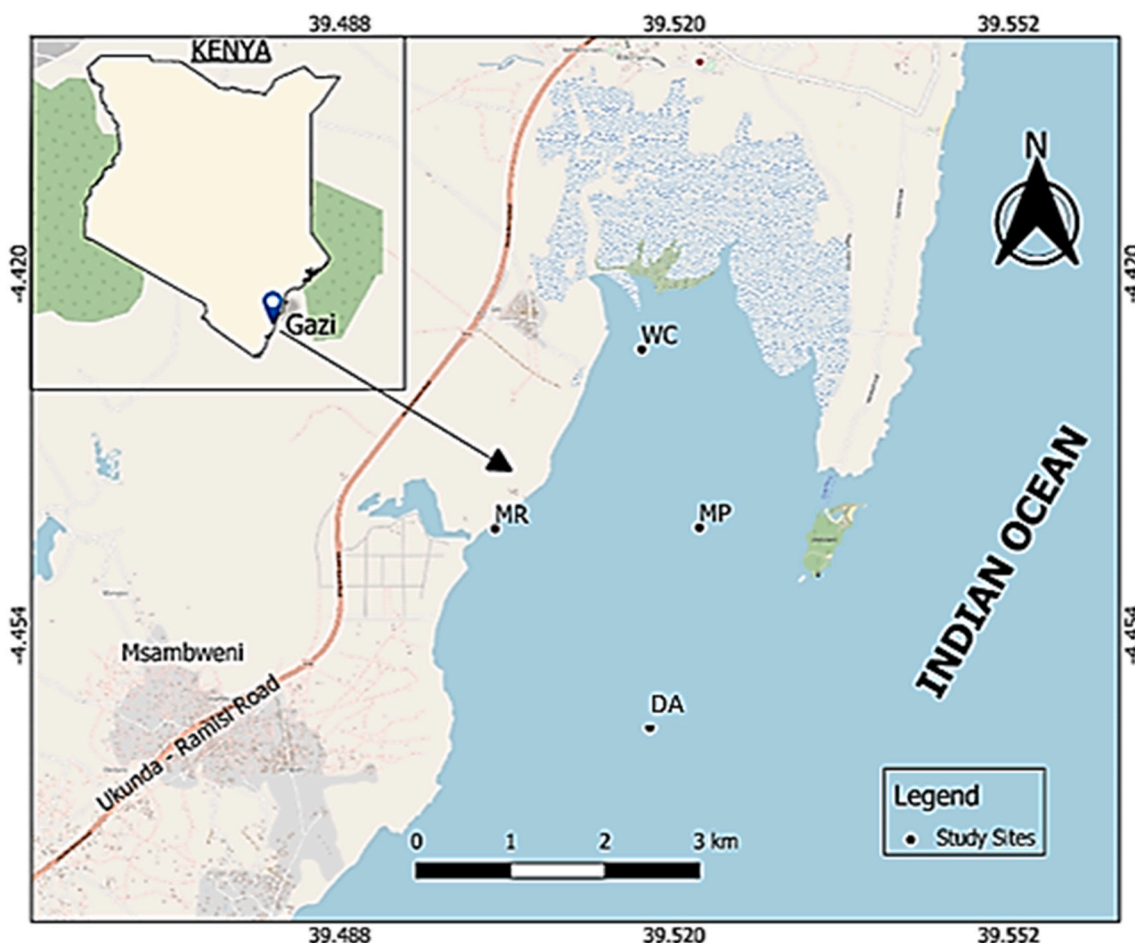 39.488
39.520
39.552
KENYA
N
-4.420
-4.420
Gazi
WC
MR
MP
INDIAN OCEAN
-4.454
-4.454
Msambweni
DA
Ukunda - Ramisi Road
Legend
Study Sites
0 1 2 3 km
39.488
39.520
39.552